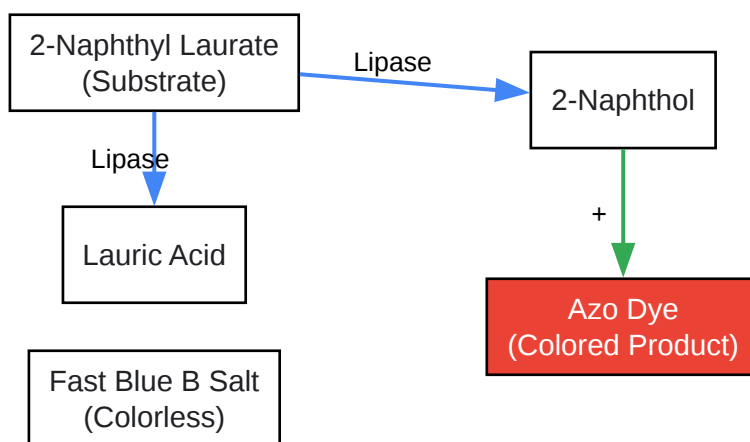 2-Naphthyl Laurate
(Substrate)
Lipase
2-Naphthol
Lipase
+
Lauric Acid
Azo Dye
(Colored Product)
Fast Blue B Salt
(Colorless)